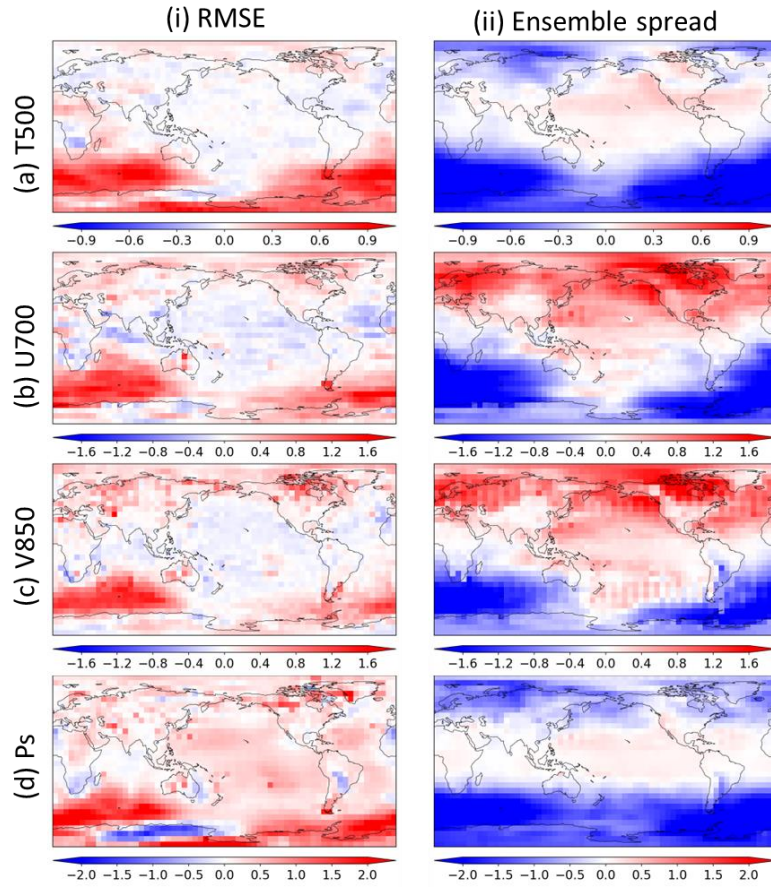 (i) RMSE (ii) Ensemble spread
(a) T500
−0.9 −0.6 −0.3 0.0 0.3 0.6 0.9 −0.9 −0.6 −0.3 0.0 0.3 0.6 0.9
(b) U700
−1.6 −1.2 −0.8 −0.4 0.0 0.4 0.8 1.2 1.6 −1.6 −1.2 −0.8 −0.4 0.0 0.4 0.8 1.2 1.6
(c) V850
−1.6 −1.2 −0.8 −0.4 0.0 0.4 0.8 1.2 1.6 −1.6 −1.2 −0.8 −0.4 0.0 0.4 0.8 1.2 1.6
(d) Ps
−2.0 −1.5 −1.0 −0.5 0.0 0.5 1.0 1.5 2.0 −2.0 −1.5 −1.0 −0.5 0.0 0.5 1.0 1.5 2.0